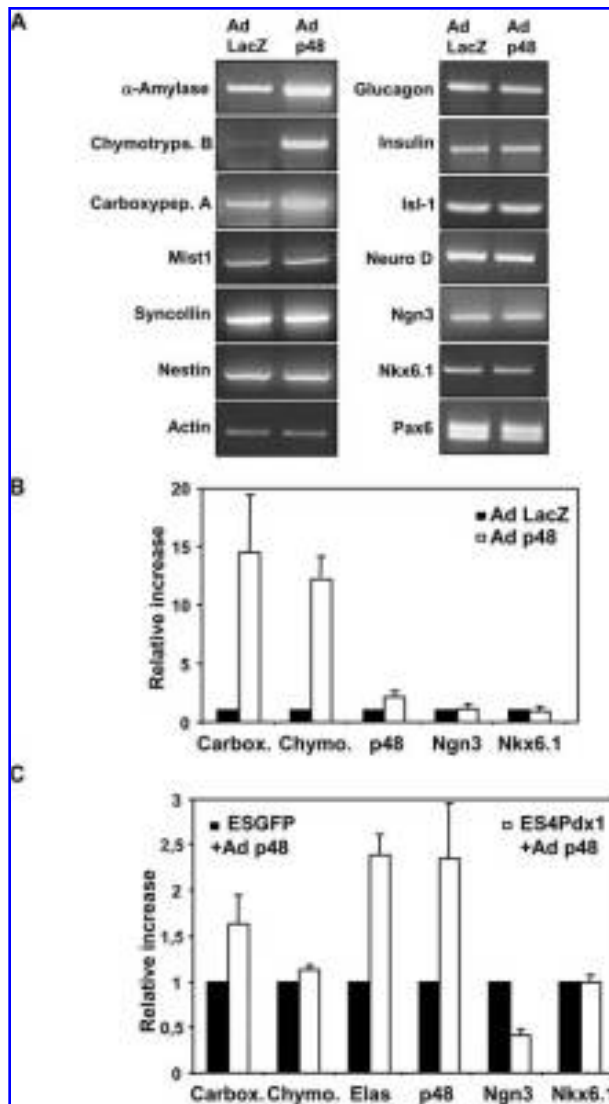 A
Ad Ad
LacZ p48
α-Amylase
Chymotryps. B
Carboxypep. A
Mist1
Syncollin
Nestin
Actin
Ad Ad
LacZ p48
Glucagon
Insulin
Isl-1
Neuro D
Ngn3
Nkx6.1
Pax6
B
Relative increase
20
15
10
5
0
Ad LacZ
Ad p48
Carbox. Chymo. p48 Ngn3 Nkx6.1
C
Relative increase
3
2,5
2
1,5
1
0,5
0
ESGFP
+Ad p48
ES4Pdx1
+Ad p48
Carbox. Chymo. Elas p48 Ngn3 Nkx6.1